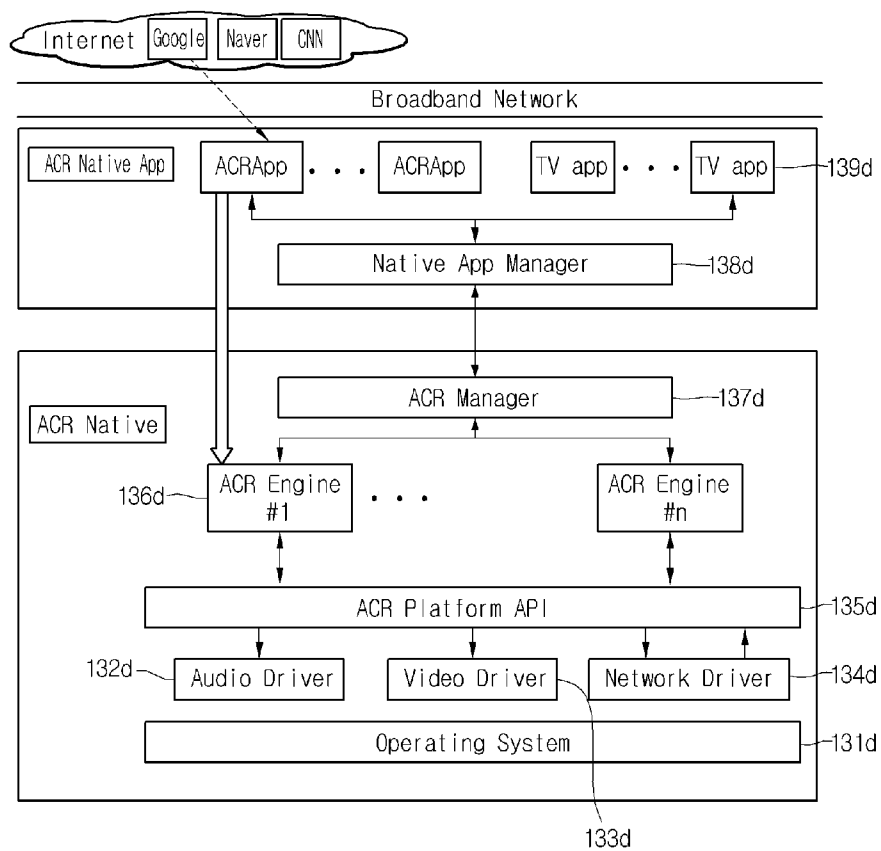 Internet Google Naver CNN
Broadband Network
ACR Native App
ACRApp . . . ACRApp TV app . . . TV app 139d
Native App Manager 138d
ACR Manager 137d
ACR Native
136d ACR Engine #1 . . . ACR Engine #n
ACR Platform API 135d
132d Audio Driver Video Driver Network Driver 134d
Operating System 131d
133d